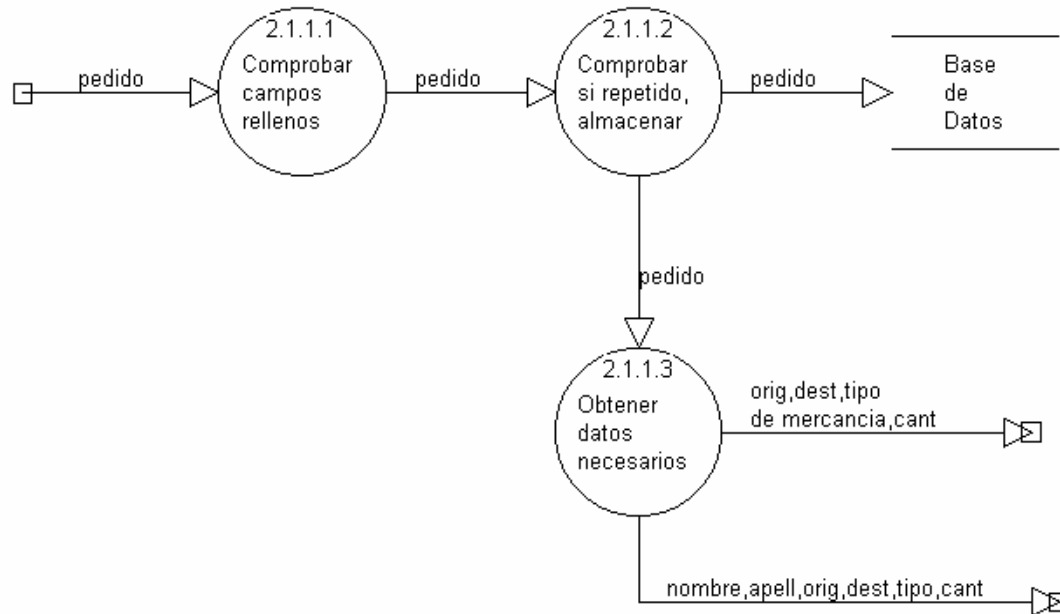 2.1.1.1
Comprobar
campos
rellenos
pedido
pedido
2.1.1.2
Comprobar
si repetido,
almacenar
pedido
Base
de
Datos
pedido
2.1.1.3
Obtener
datos
necesarios
orig,dest,tipo
de mercancia,cant
nombre,apell,orig,dest,tipo,cant